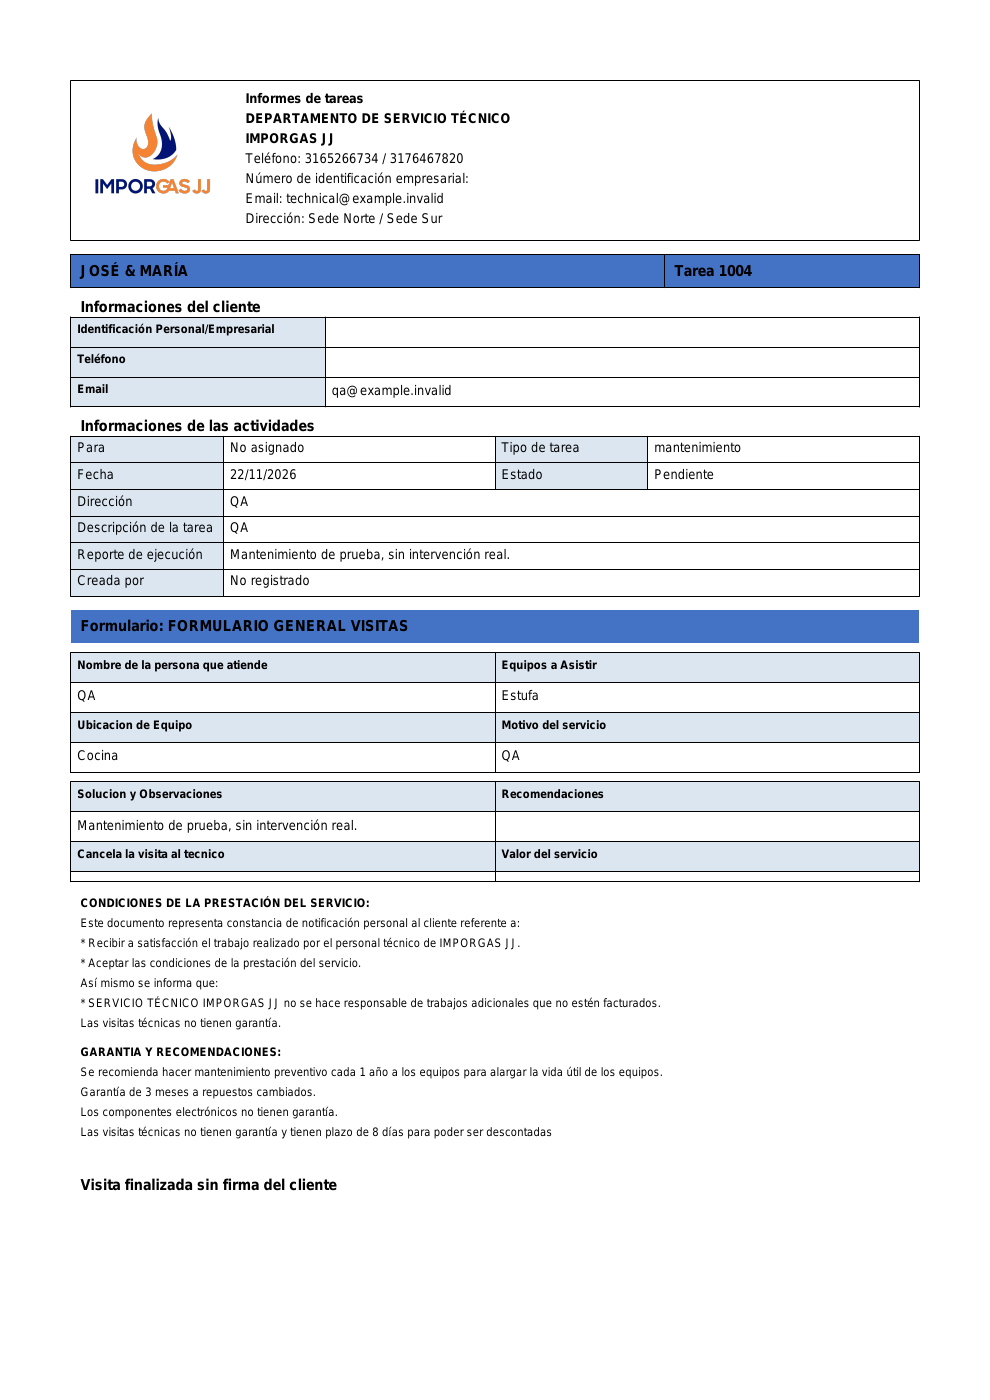 IMPORGAS JJ
Informes de tareas
DEPARTAMENTO DE SERVICIO TÉCNICO
IMPORGAS JJ
Teléfono: 3165266734 / 3176467820
Número de identificación empresarial:
Email: technical@example.invalid
Dirección: Sede Norte / Sede Sur
JOSÉ & MARÍA Tarea 1004
Informaciones del cliente
Identificación Personal/Empresarial
Teléfono
Email qa@example.invalid
Informaciones de las actividades
Para No asignado Tipo de tarea mantenimiento
Fecha 22/11/2026 Estado Pendiente
Dirección QA
Descripción de la tarea QA
Reporte de ejecución Mantenimiento de prueba, sin intervención real.
Creada por No registrado
Formulario: FORMULARIO GENERAL VISITAS
Nombre de la persona que atiende Equipos a Asistir
QA Estufa
Ubicacion de Equipo Motivo del servicio
Cocina QA
Solucion y Observaciones Recomendaciones
Mantenimiento de prueba, sin intervención real.
Cancela la visita al tecnico Valor del servicio
CONDICIONES DE LA PRESTACIÓN DEL SERVICIO:
Este documento representa constancia de notificación personal al cliente referente a:
* Recibir a satisfacción el trabajo realizado por el personal técnico de IMPORGAS JJ.
* Aceptar las condiciones de la prestación del servicio.
Así mismo se informa que:
* SERVICIO TÉCNICO IMPORGAS JJ no se hace responsable de trabajos adicionales que no estén facturados.
Las visitas técnicas no tienen garantía.
GARANTIA Y RECOMENDACIONES:
Se recomienda hacer mantenimiento preventivo cada 1 año a los equipos para alargar la vida útil de los equipos.
Garantía de 3 meses a repuestos cambiados.
Los componentes electrónicos no tienen garantía.
Las visitas técnicas no tienen garantía y tienen plazo de 8 días para poder ser descontadas
Visita finalizada sin firma del cliente